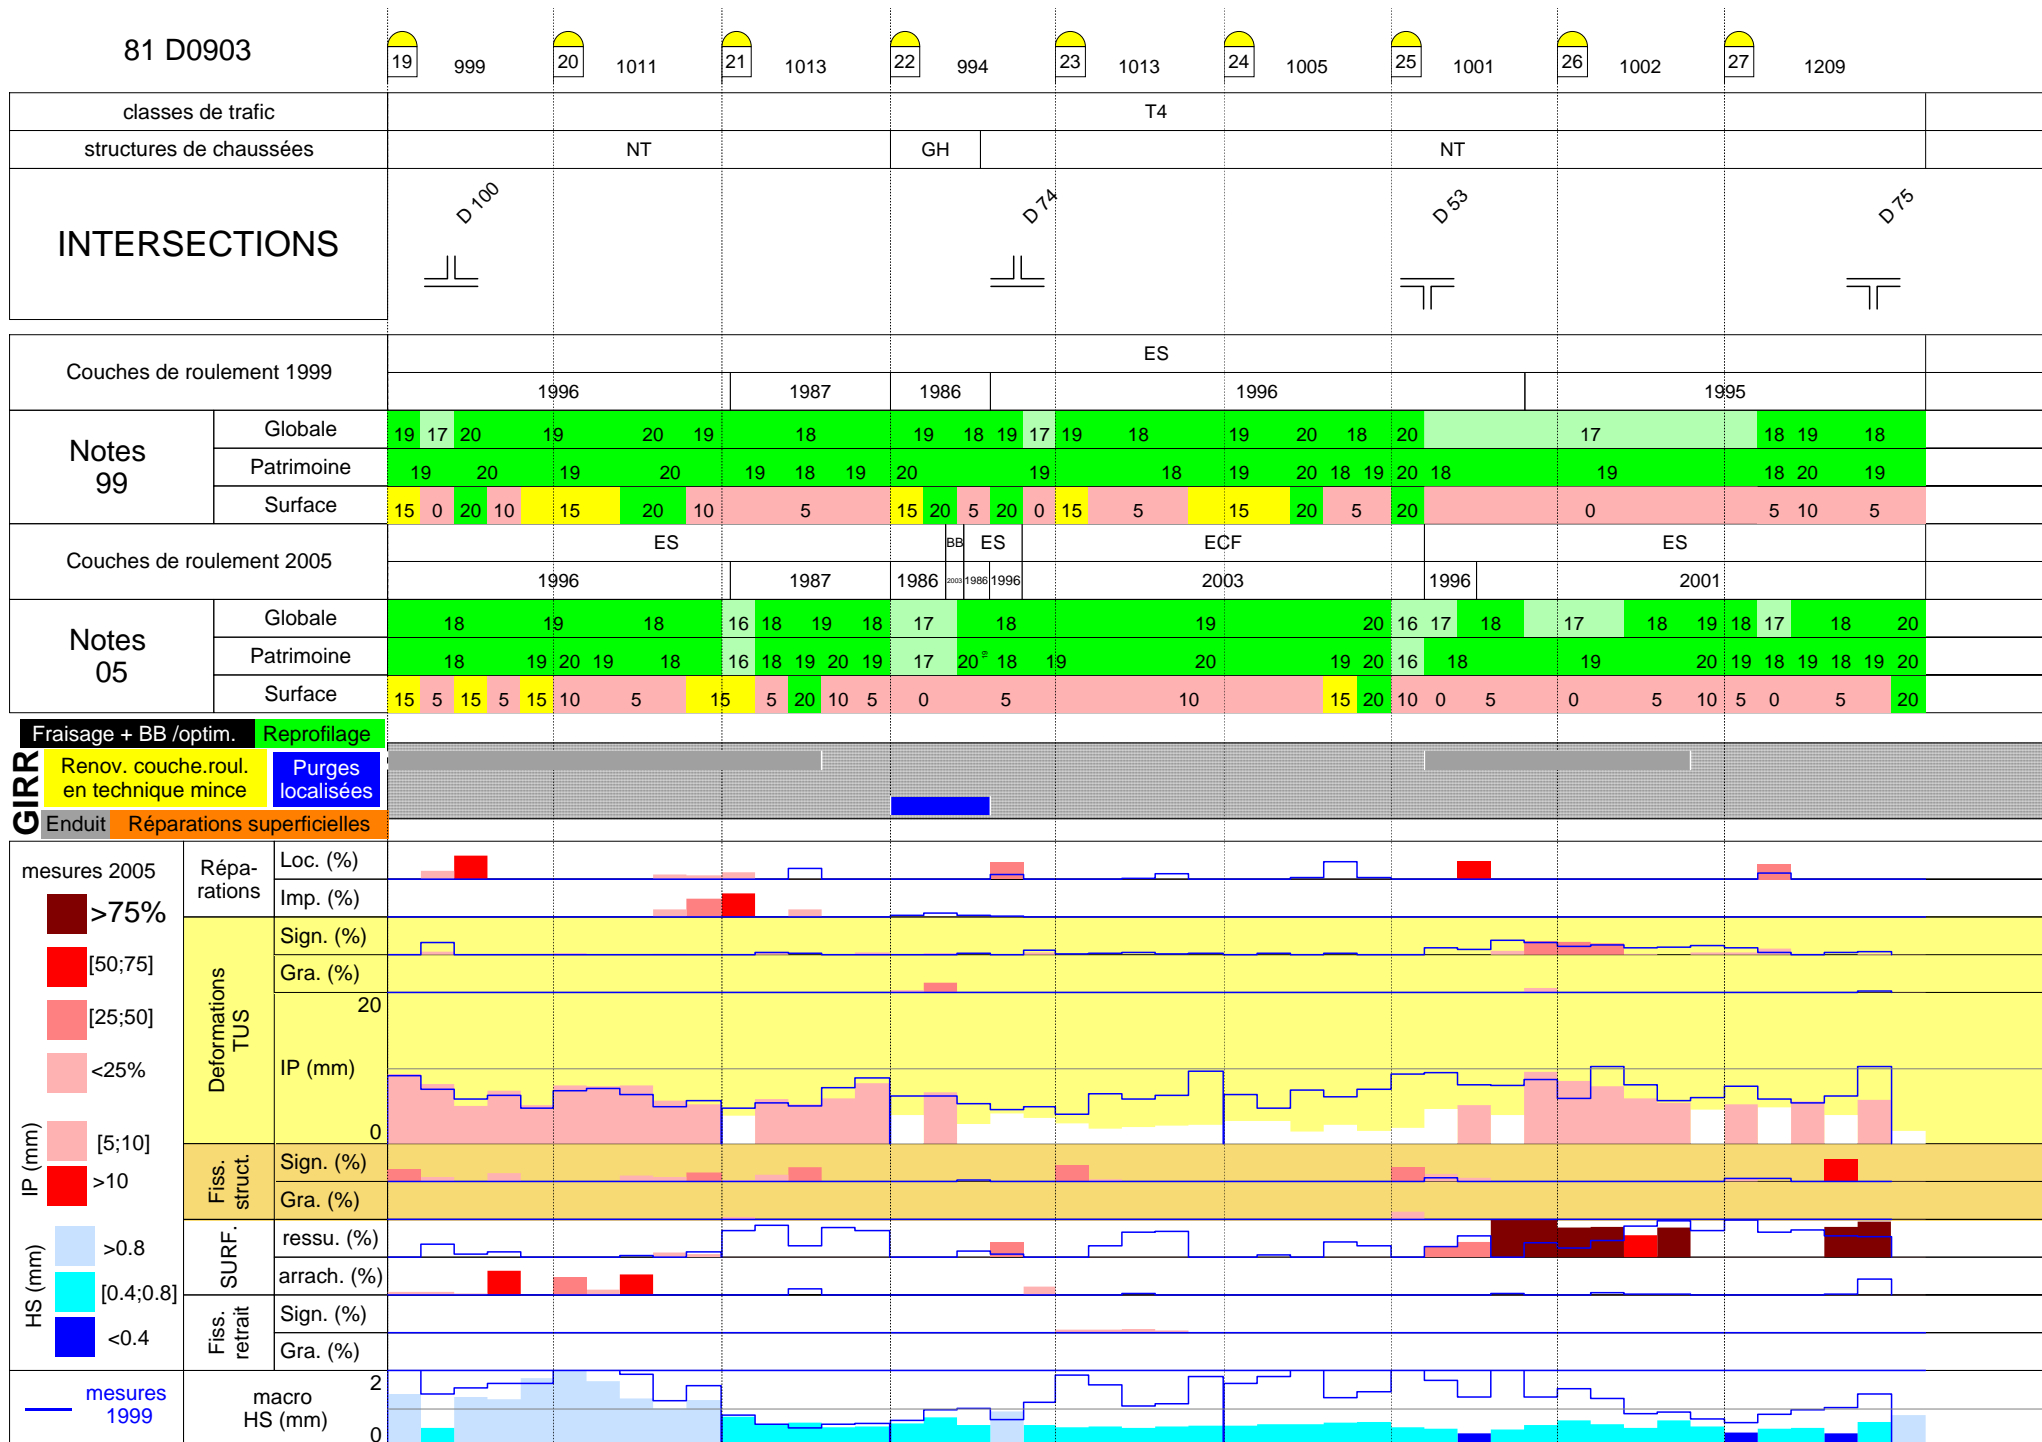 81 D0903
19 999 20 1011 21 1013 22 994 23 1013 24 1005 25 1001 26 1002 27 1209
classes de trafic T4
structures de chaussées NT GH NT
INTERSECTIONS D 100 D 74 D 53 D 75
Couches de roulement 1999 ES
1996 1987 1986 1996 1995
Notes 99
Globale 19 17 20 19 20 19 18 19 18 19 17 19 18 19 20 18 20 17 18 19 18
Patrimoine 19 20 19 20 19 18 19 20 19 18 19 20 18 19 20 18 19 18 20 19
Surface 15 0 20 10 15 20 10 5 15 20 5 20 0 15 5 15 20 5 20 0 5 10 5
Couches de roulement 2005 ES BB ES ECF ES
1996 1987 1986 2003 1986 1996 2003 1996 2001
Notes 05
Globale 18 19 18 16 18 19 18 17 18 19 20 16 17 18 17 18 19 18 17 18 20
Patrimoine 18 19 20 19 18 16 18 19 20 19 17 20 18 19 20 19 20 16 18 19 20 19 18 19 18 19 20
Surface 15 5 15 5 15 10 5 15 5 20 10 5 0 5 10 15 20 10 0 5 0 5 10 5 0 5 20
GIRR
Fraisage + BB /optim. Reprofilage
Renov. couche.roul. en technique mince
Purges localisées
Enduit Réparations superficielles
mesures 2005
>75%
[50;75]
[25;50]
<25%
IP (mm)
[5;10]
>10
HS (mm)
>0.8
[0.4;0.8]
<0.4
mesures 1999
Répa-
rations
Loc. (%)
Imp. (%)
Deformations
TUS
Sign. (%)
Gra. (%)
20
IP (mm)
0
Fiss.
struct.
Sign. (%)
Gra. (%)
SURF.
ressu. (%)
arrach. (%)
Fiss.
retrait
Sign. (%)
Gra. (%)
macro
HS (mm)
2
0